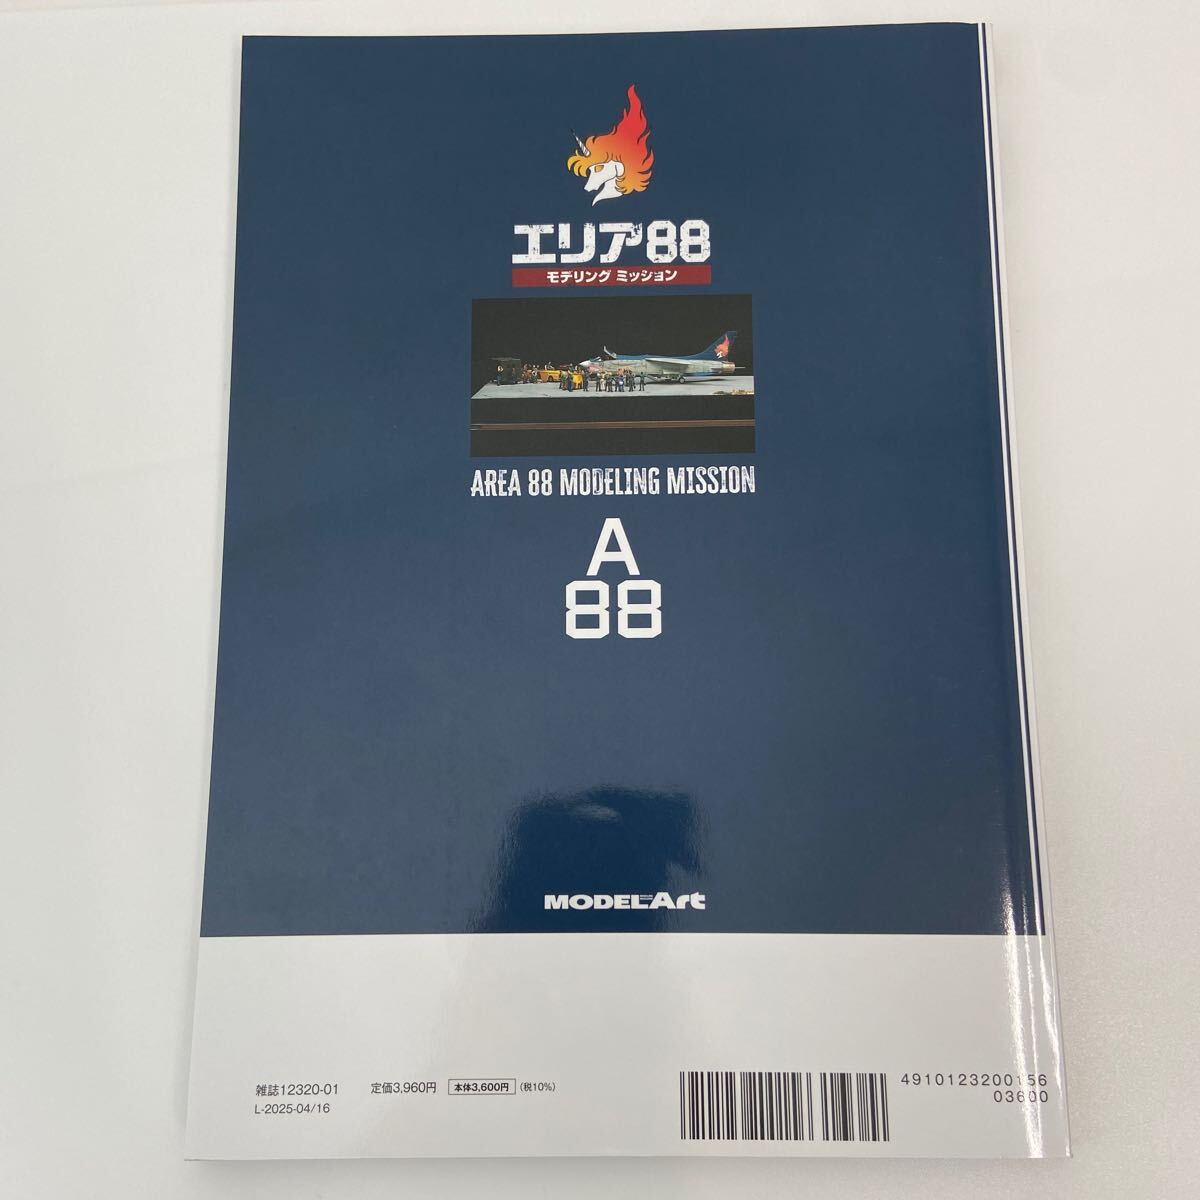 エリア88
モデリング ミッション
AREA 88 MODELING MISSION
A
88
MODEL Art
雑誌12320-01 定価3,960円 本体3,600円 (税10%)
L-2025-04/16
4910123200156
03600